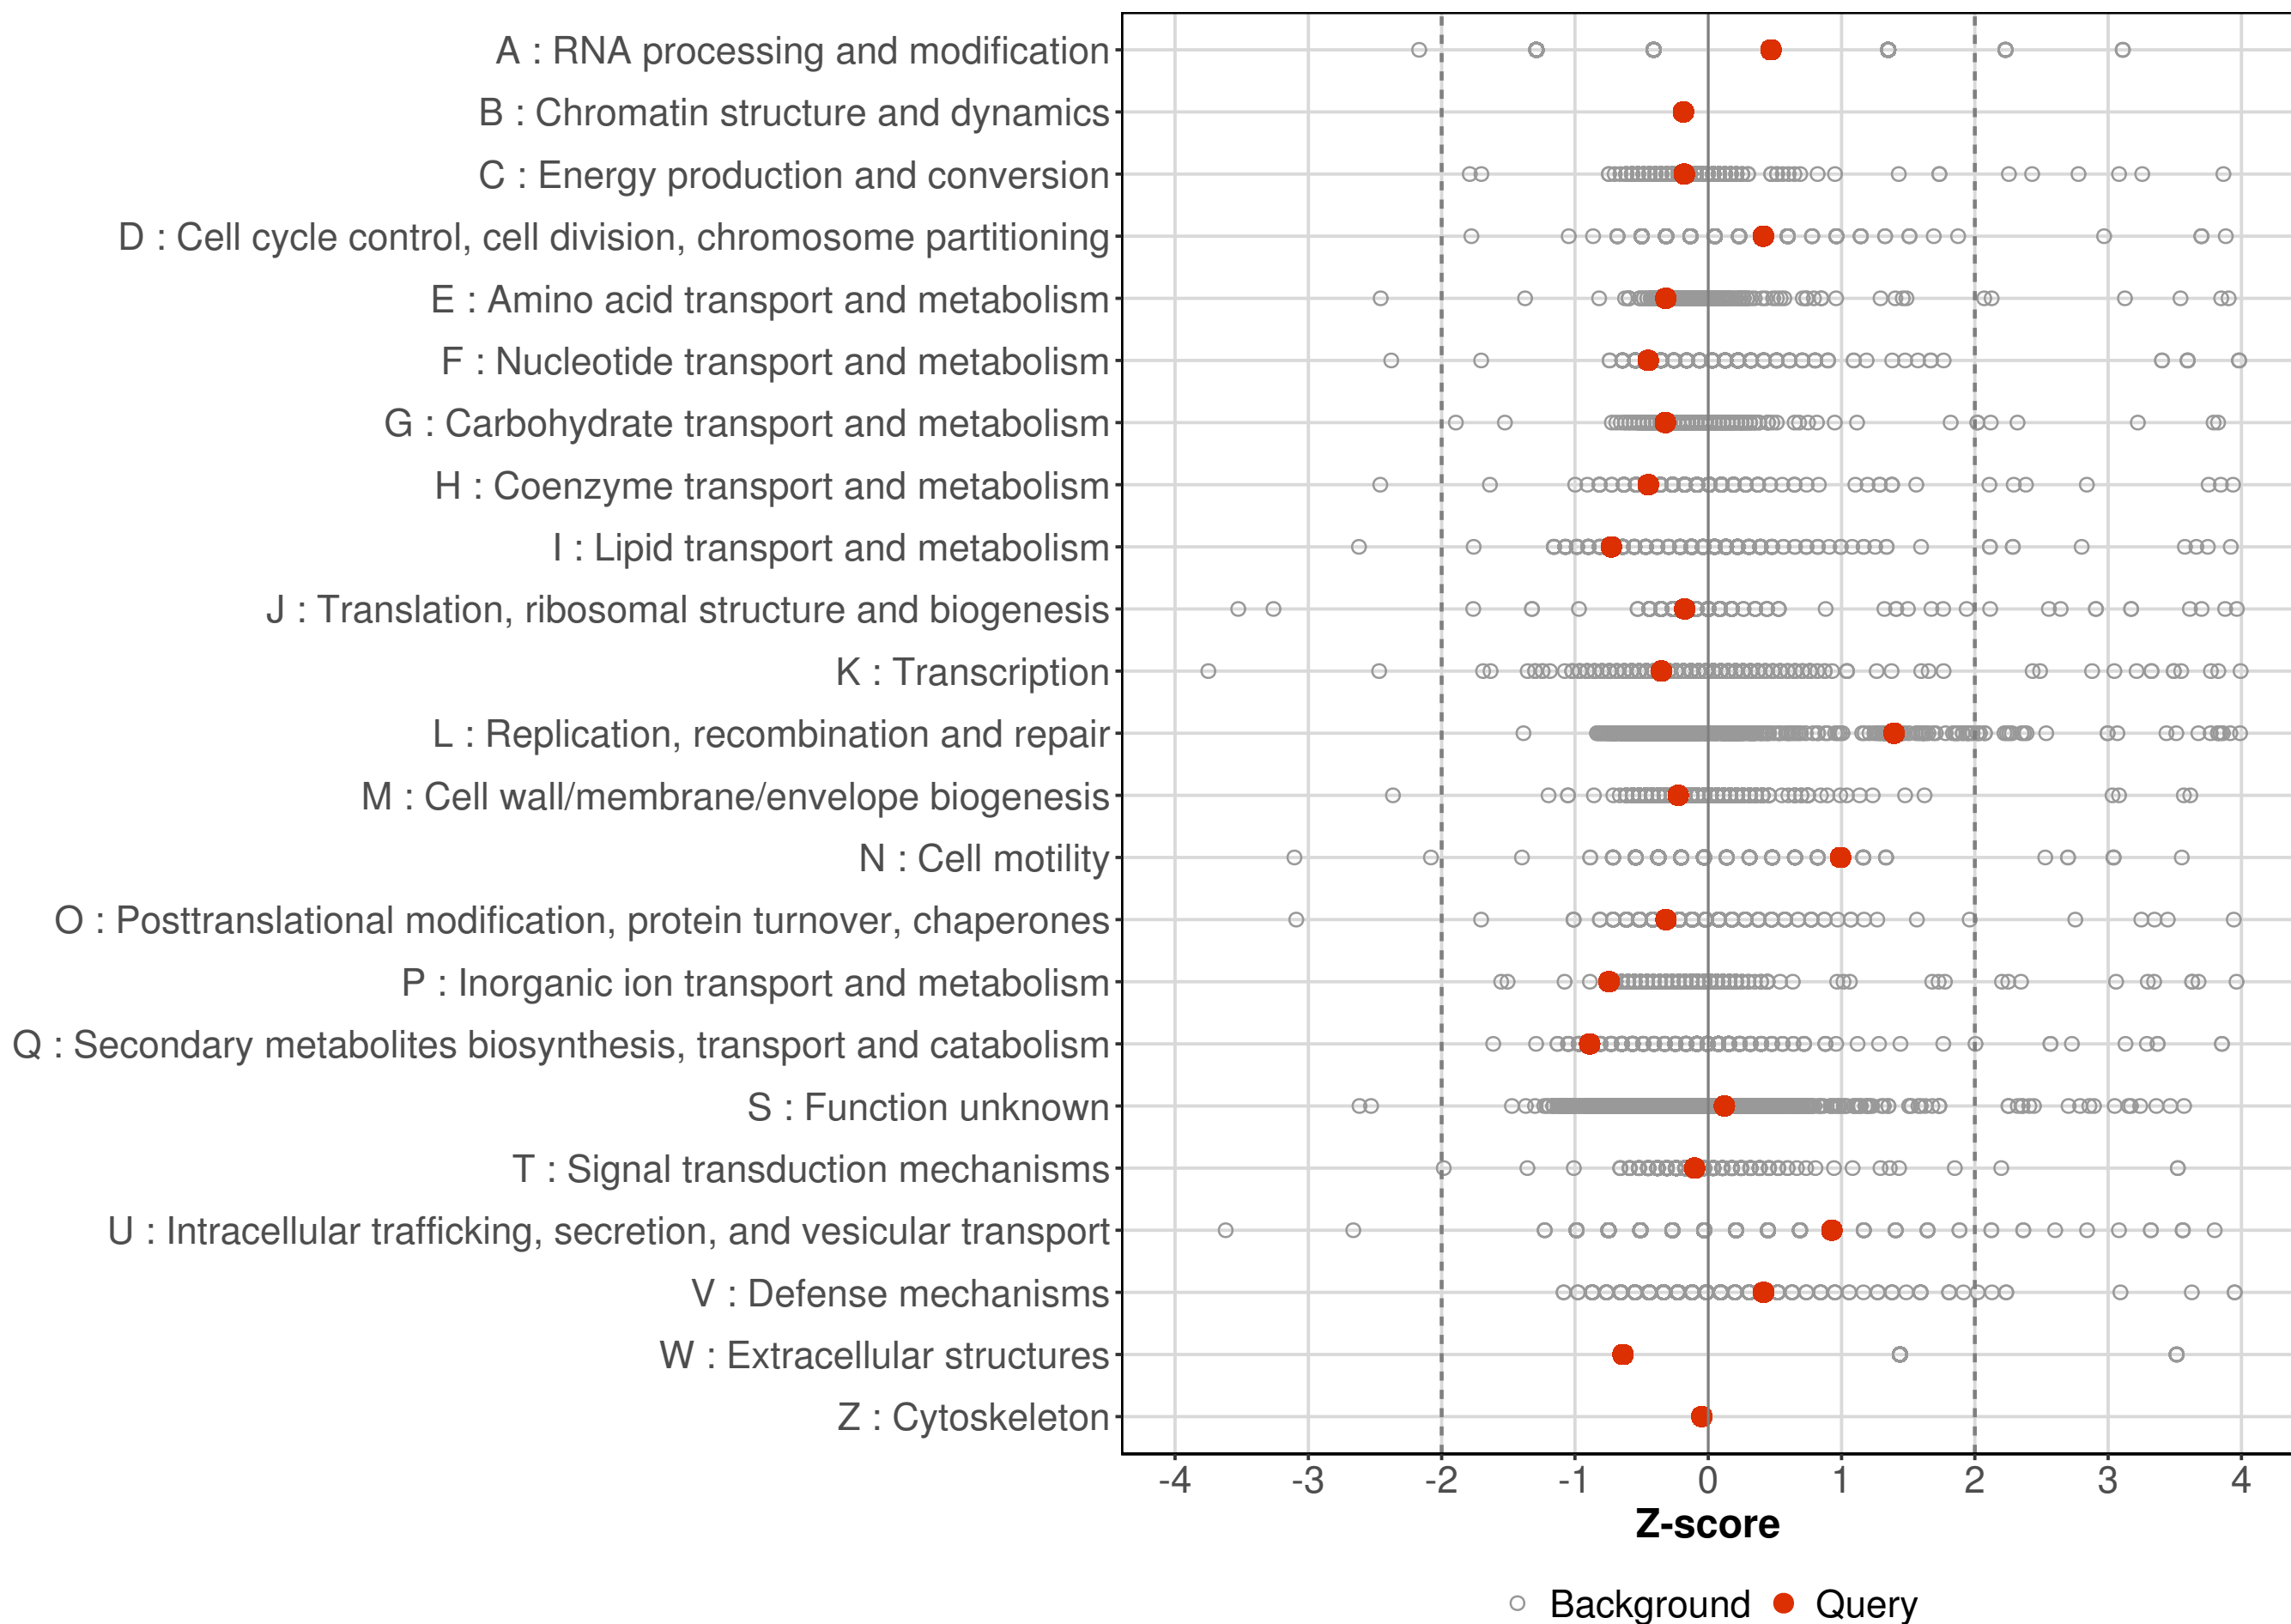 A : RNA processing and modification
B : Chromatin structure and dynamics
C : Energy production and conversion
D : Cell cycle control, cell division, chromosome partitioning
E : Amino acid transport and metabolism
F : Nucleotide transport and metabolism
G : Carbohydrate transport and metabolism
H : Coenzyme transport and metabolism
I : Lipid transport and metabolism
J : Translation, ribosomal structure and biogenesis
K : Transcription
L : Replication, recombination and repair
M : Cell wall/membrane/envelope biogenesis
N : Cell motility
O : Posttranslational modification, protein turnover, chaperones
P : Inorganic ion transport and metabolism
Q : Secondary metabolites biosynthesis, transport and catabolism
S : Function unknown
T : Signal transduction mechanisms
U : Intracellular trafficking, secretion, and vesicular transport
V : Defense mechanisms
W : Extracellular structures
Z : Cytoskeleton
-4 -3 -2 -1 0 1 2 3 4
Z-score
Background Query